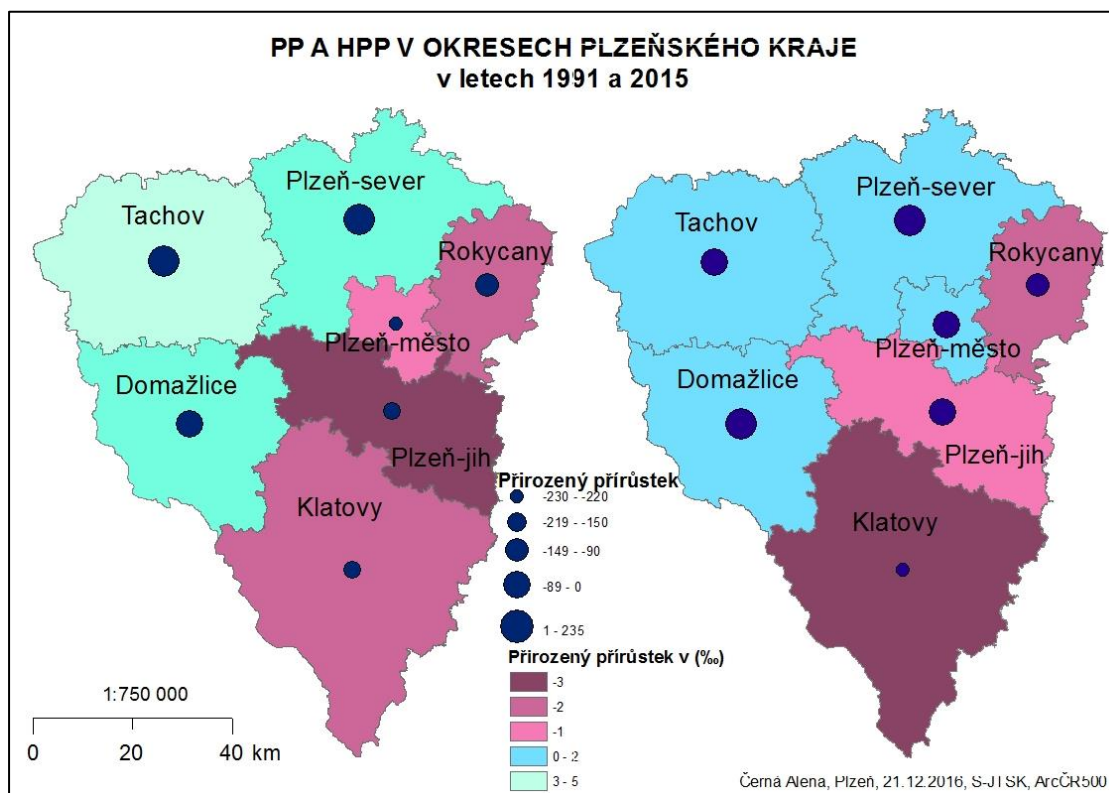 PP A HPP V OKRESECH PLZEŇSKÉHO KRAJE
v letech 1991 a 2015
Plzeň-sever
Tachov
Rokycany
Plzeň-město
Domažlice
Plzeň-jih
Klatovy
Plzeň-sever
Tachov
Rokycany
Plzeň-město
Domažlice
Plzeň-jih
Klatovy
Přirozený přírůstek
-230 - -220
-219 - -150
-149 - -90
-89 - 0
1 - 235
Přirozený přírůstek v (‰)
-3
-2
-1
0 - 2
3 - 5
1:750 000
0 20 40 km
Černá Alena, Plzeň, 21.12.2016, S-JTSK, ArcČR500